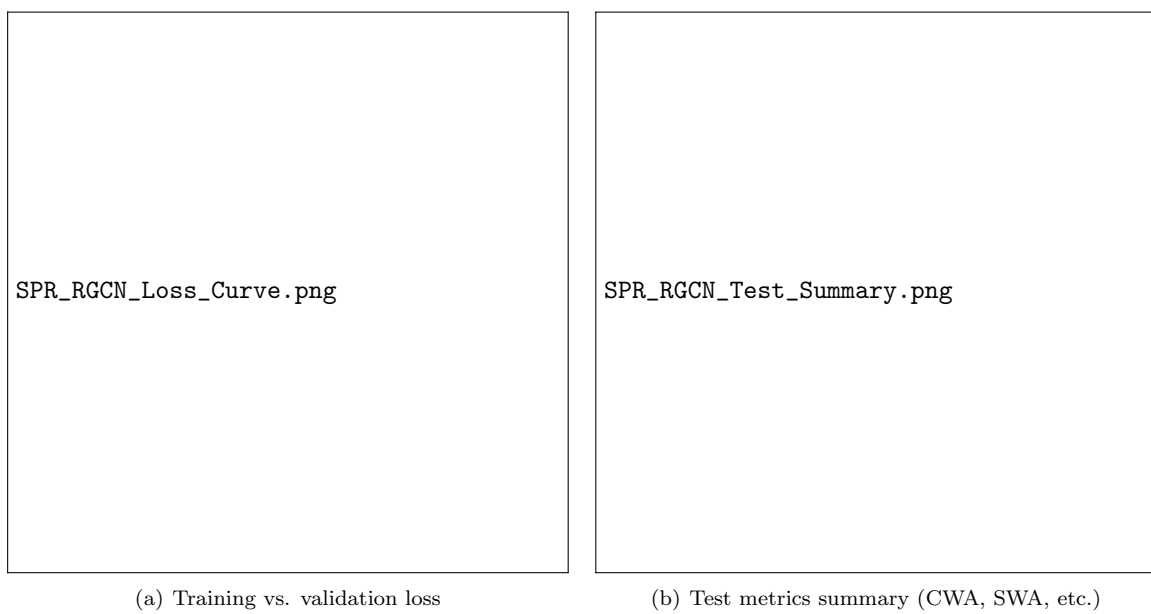 SPR_RGCN_Loss_Curve.png
SPR_RGCN_Test_Summary.png
(a) Training vs. validation loss
(b) Test metrics summary (CWA, SWA, etc.)